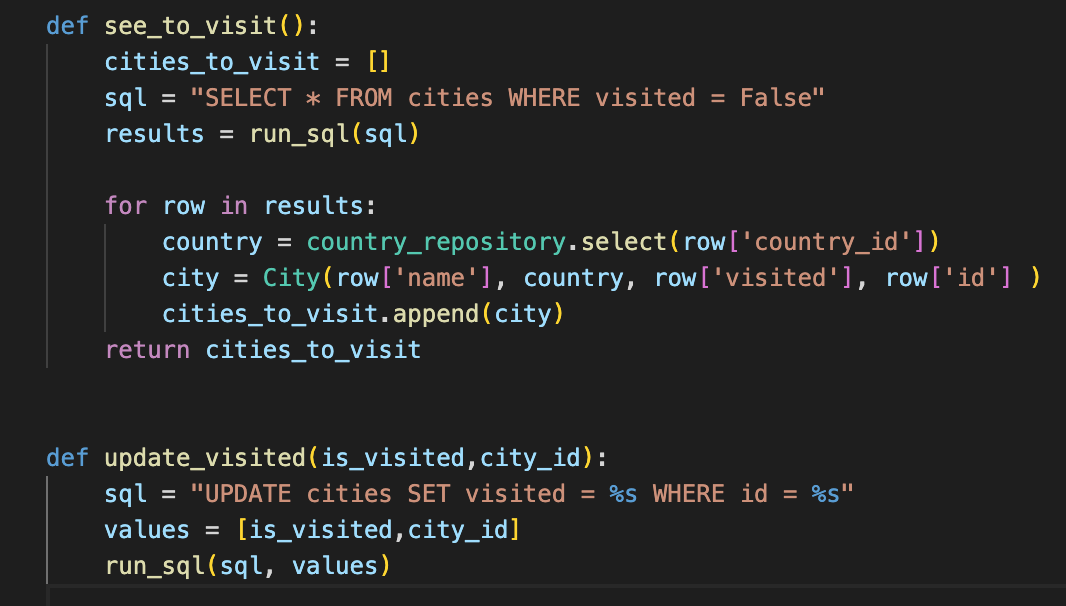 def see_to_visit():
    cities_to_visit = []
    sql = "SELECT * FROM cities WHERE visited = False"
    results = run_sql(sql)

    for row in results:
        country = country_repository.select(row['country_id'])
        city = City(row['name'], country, row['visited'], row['id'] )
        cities_to_visit.append(city)
    return cities_to_visit


def update_visited(is_visited,city_id):
    sql = "UPDATE cities SET visited = %s WHERE id = %s"
    values = [is_visited,city_id]
    run_sql(sql, values)